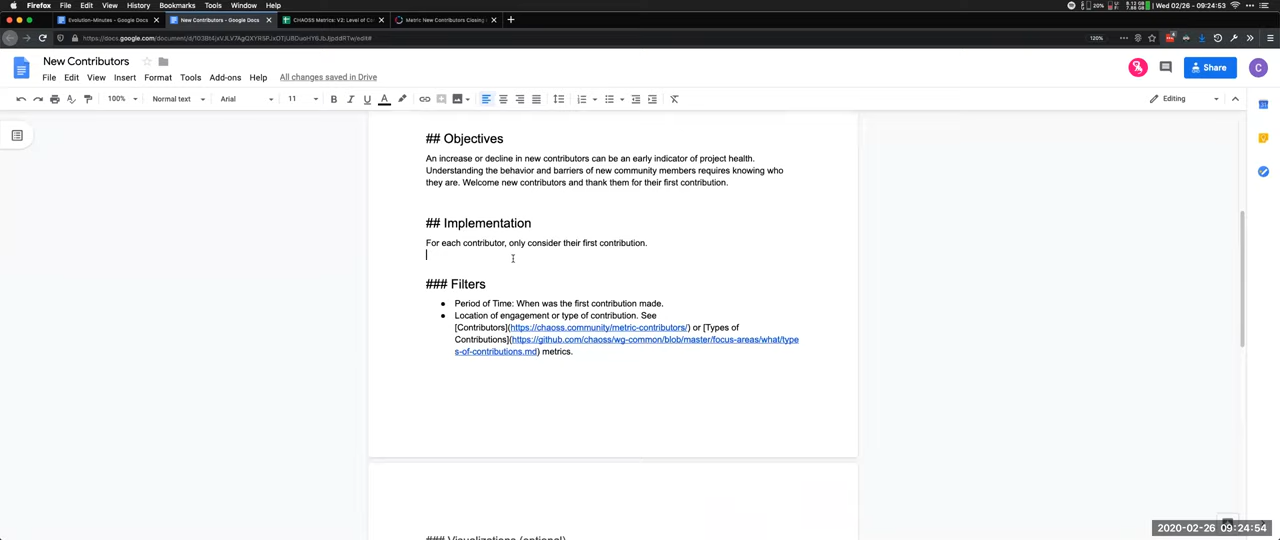 Firefox File Edit View History Bookmarks Tools Window Help
20% 9.12 GB 7.88 GB Wed 02/26 09:24:53
Evolution-Minutes - Google Docs
New Contributors - Google Docs
CHAOSS Metrics: V2: Level of Co
Metric New Contributors Closing
120%
New Contributors
File Edit View Insert Format Tools Add-ons Help All changes saved in Drive
Share
C
100% Normal text Arial 11 B I U A Editing
## Objectives
An increase or decline in new contributors can be an early indicator of project health.
Understanding the behavior and barriers of new community members requires knowing who
they are. Welcome new contributors and thank them for their first contribution.
## Implementation
For each contributor, only consider their first contribution.
### Filters
● Period of Time: When was the first contribution made.
● Location of engagement or type of contribution. See
[Contributors](https://chaoss.community/metric-contributors/) or [Types of
Contributions](https://github.com/chaoss/wg-common/blob/master/focus-areas/what/type
s-of-contributions.md) metrics.
### Visualizations (optional)
2020-02-26 09:24:54